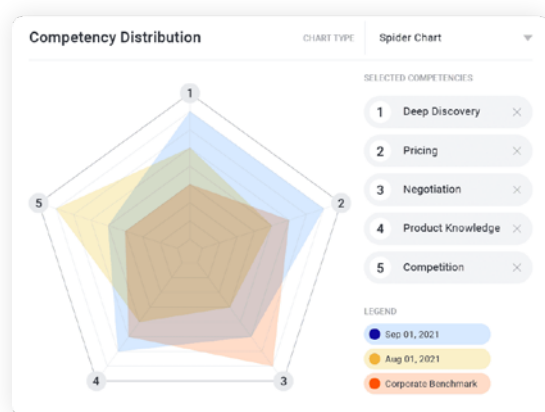 Competency Distribution
CHART TYPE
Spider Chart
SELECTED COMPETENCIES
1 Deep Discovery
2 Pricing
3 Negotiation
4 Product Knowledge
5 Competition
1
5
2
4
3
LEGEND
Sep 01, 2021
Aug 01, 2021
Corporate Benchmark